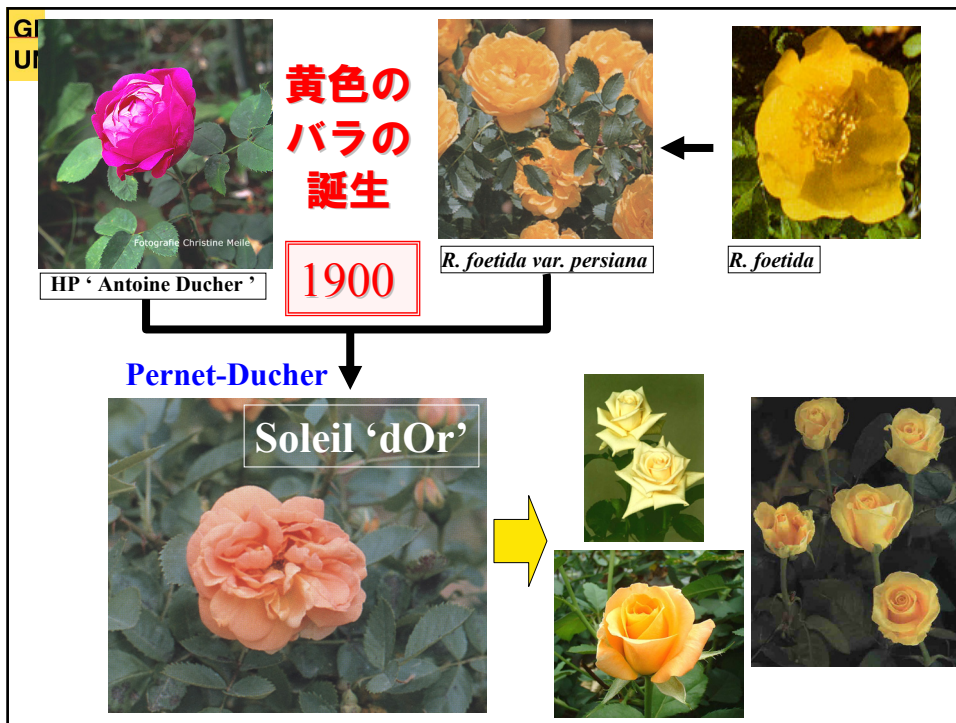 黄色の
バラの
誕生
Fotografie Christine Meile
HP ‘ Antoine Ducher ’
1900
R. foetida var. persiana
R. foetida
Pernet-Ducher
Soleil ‘dOr’